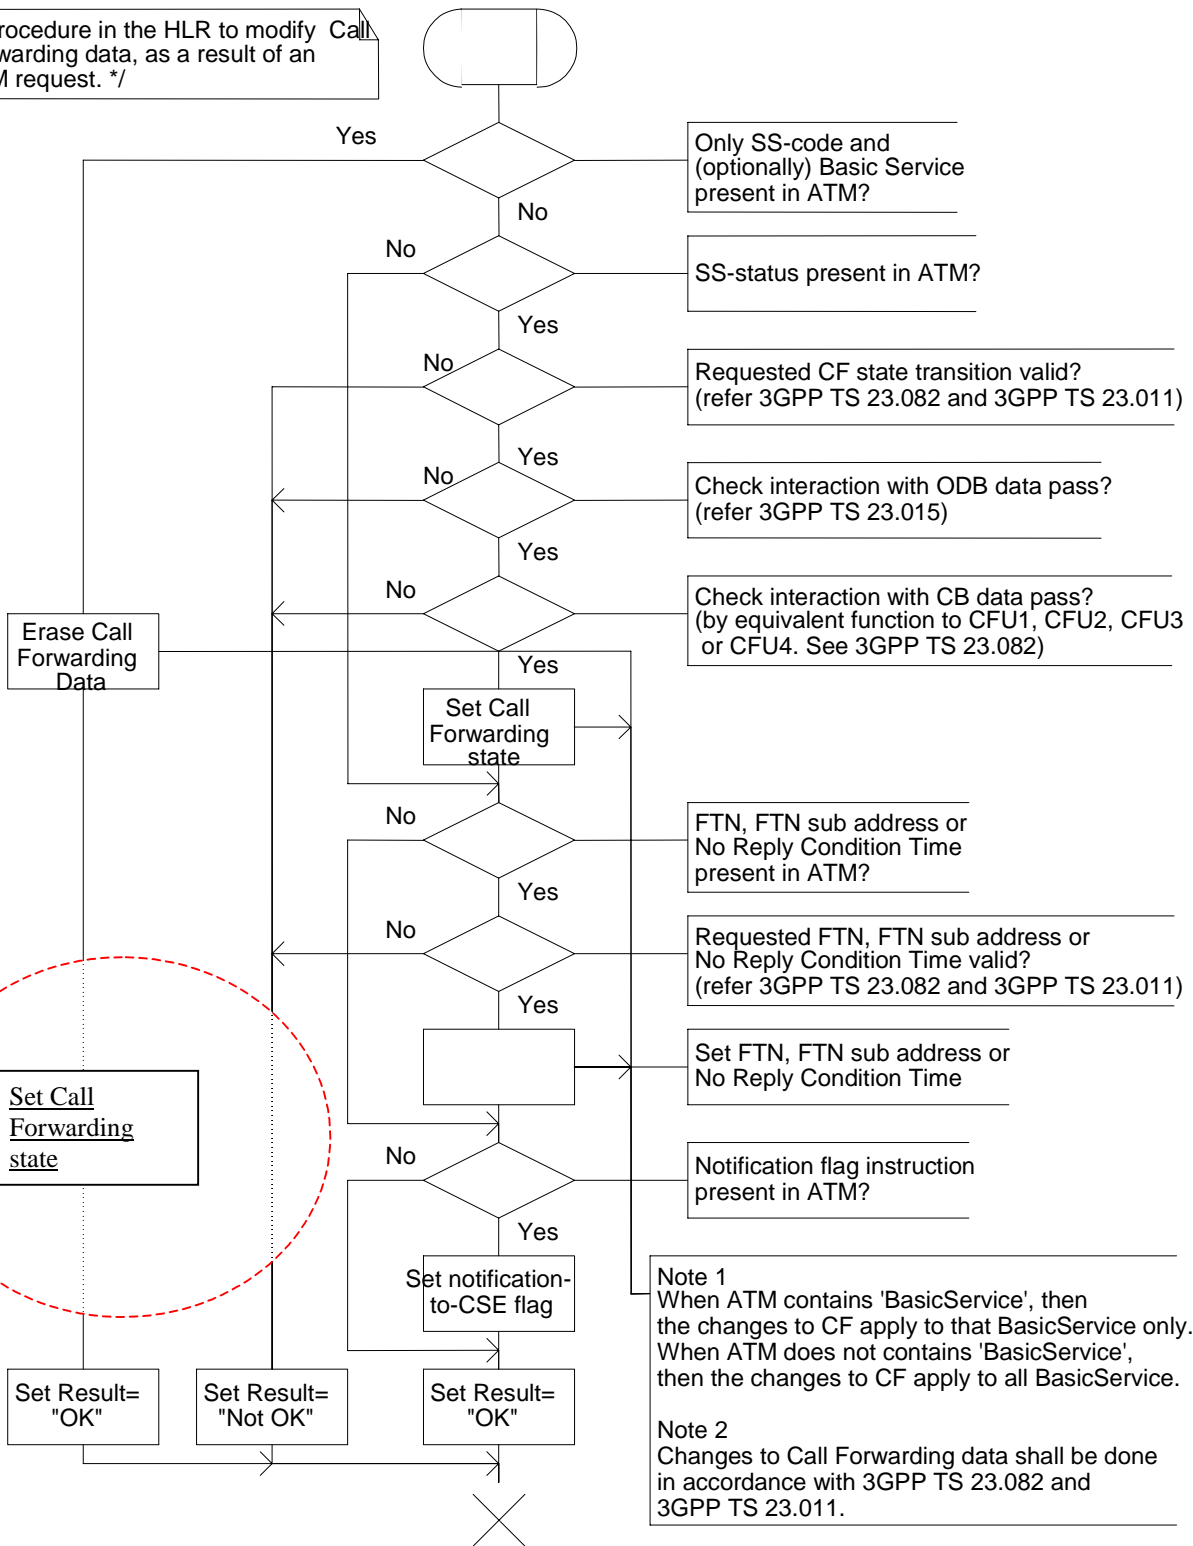 rocedure in the HLR to modify Call
warding data, as a result of an
M request. */
Yes
Only SS-code and
(optionally) Basic Service
present in ATM?
No
No
SS-status present in ATM?
Yes
No
Requested CF state transition valid?
(refer 3GPP TS 23.082 and 3GPP TS 23.011)
Yes
No
Check interaction with ODB data pass?
(refer 3GPP TS 23.015)
Yes
No
Check interaction with CB data pass?
(by equivalent function to CFU1, CFU2, CFU3
or CFU4. See 3GPP TS 23.082)
Erase Call
Forwarding
Data
Yes
Set Call
Forwarding
state
No
FTN, FTN sub address or
No Reply Condition Time
present in ATM?
Yes
No
Requested FTN, FTN sub address or
No Reply Condition Time valid?
(refer 3GPP TS 23.082 and 3GPP TS 23.011)
Yes
Set FTN, FTN sub address or
No Reply Condition Time
Set Call
Forwarding
state
No
Notification flag instruction
present in ATM?
Yes
Set notification-
to-CSE flag
Note 1
When ATM contains 'BasicService', then
the changes to CF apply to that BasicService only.
When ATM does not contains 'BasicService',
then the changes to CF apply to all BasicService.
Note 2
Changes to Call Forwarding data shall be done
in accordance with 3GPP TS 23.082 and
3GPP TS 23.011.
Set Result=
"OK"
Set Result=
"Not OK"
Set Result=
"OK"